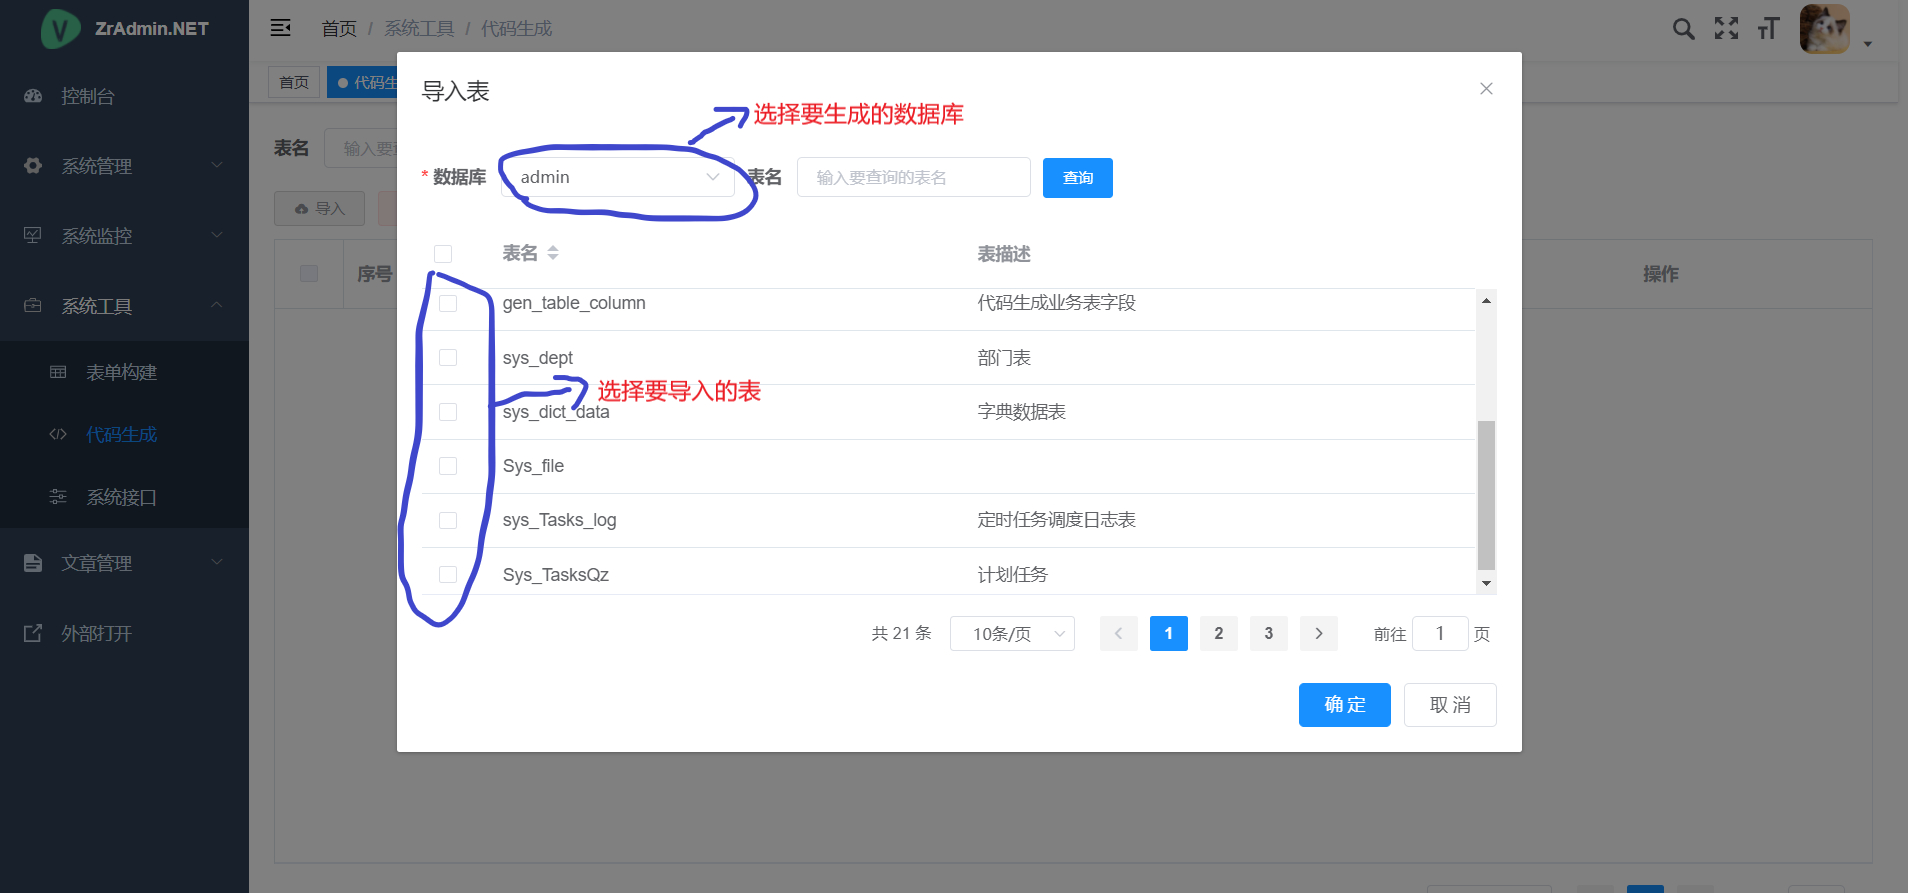 ZrAdmin.NET
首页 / 系统工具 / 代码生成
控制台
系统管理
系统监控
系统工具
表单构建
代码生成
系统接口
文章管理
外部打开
首页
代码生
表名
输入要
导入
序号
操作
导入表
选择要生成的数据库
* 数据库 admin 表名 输入要查询的表名 查询
表名 表描述
gen_table_column 代码生成业务表字段
sys_dept 部门表
选择要导入的表
sys_dict_data 字典数据表
Sys_file
sys_Tasks_log 定时任务调度日志表
Sys_TasksQz 计划任务
共 21 条 10条/页 1 2 3 前往 1 页
确 定 取 消